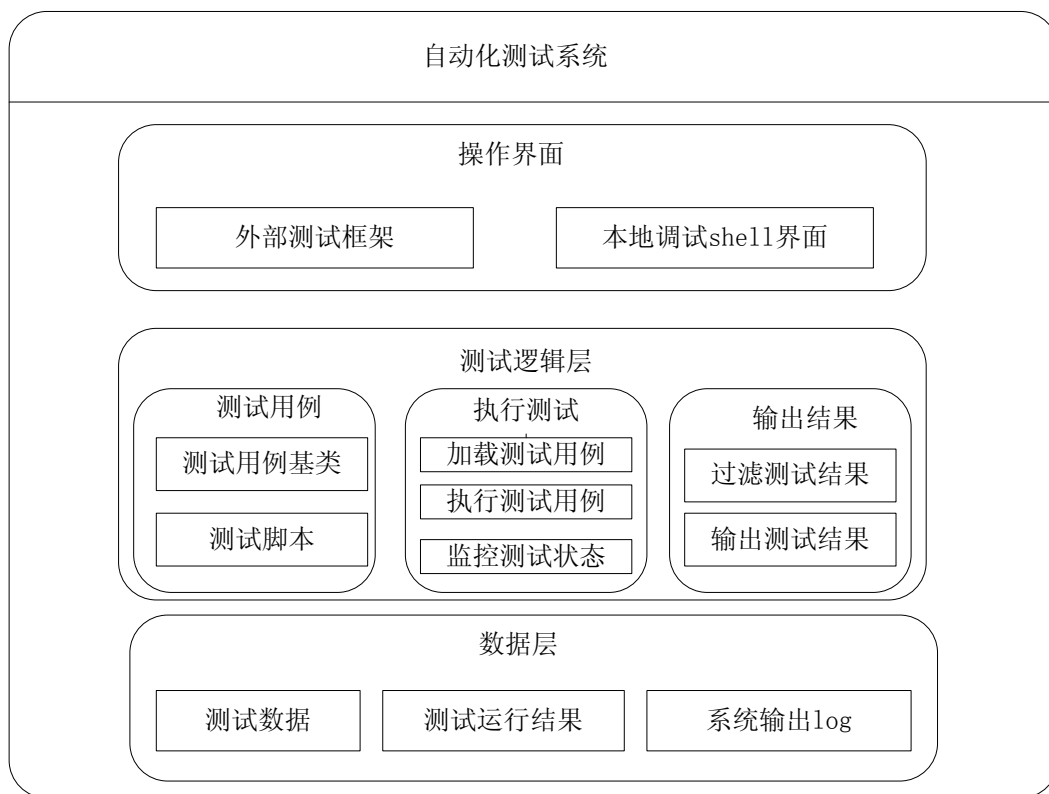 自动化测试系统
操作界面
外部测试框架
本地调试shell界面
测试逻辑层
测试用例
测试用例基类
测试脚本
执行测试
加载测试用例
执行测试用例
监控测试状态
输出结果
过滤测试结果
输出测试结果
数据层
测试数据
测试运行结果
系统输出log